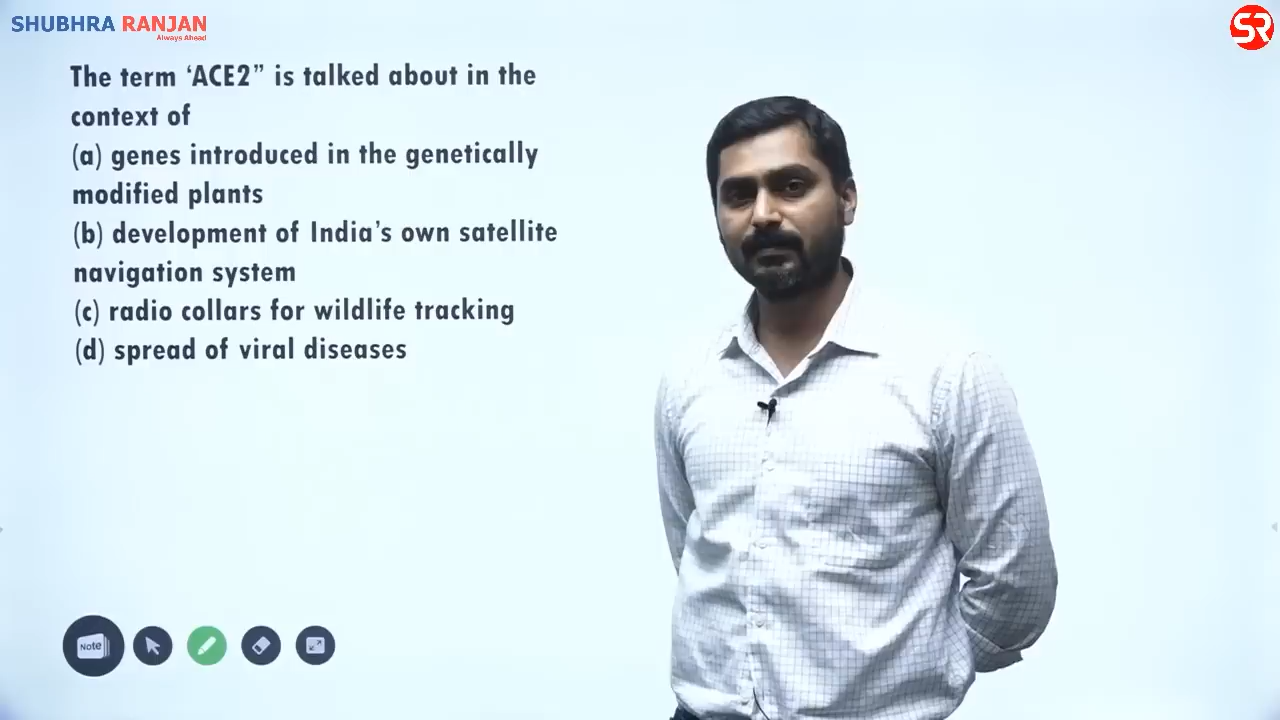 SHUBHRA RANJAN
Always Ahead
SR
The term ‘ACE2” is talked about in the
context of
(a) genes introduced in the genetically
modified plants
(b) development of India’s own satellite
navigation system
(c) radio collars for wildlife tracking
(d) spread of viral diseases
Note